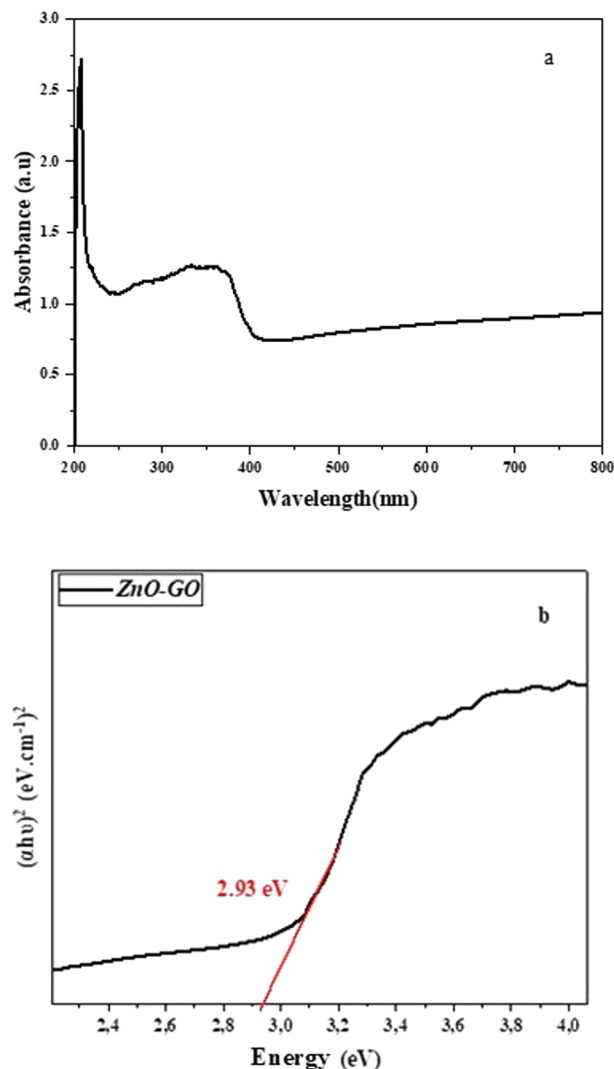 a
3.0
2.5
2.0
1.5
1.0
0.5
0.0
Absorbance (a.u)
200 300 400 500 600 700 800
Wavelength(nm)
ZnO-GO
b
(αhυ)² (eV.cm⁻¹)²
2.93 eV
2,4 2,6 2,8 3,0 3,2 3,4 3,6 3,8 4,0
Energy (eV)